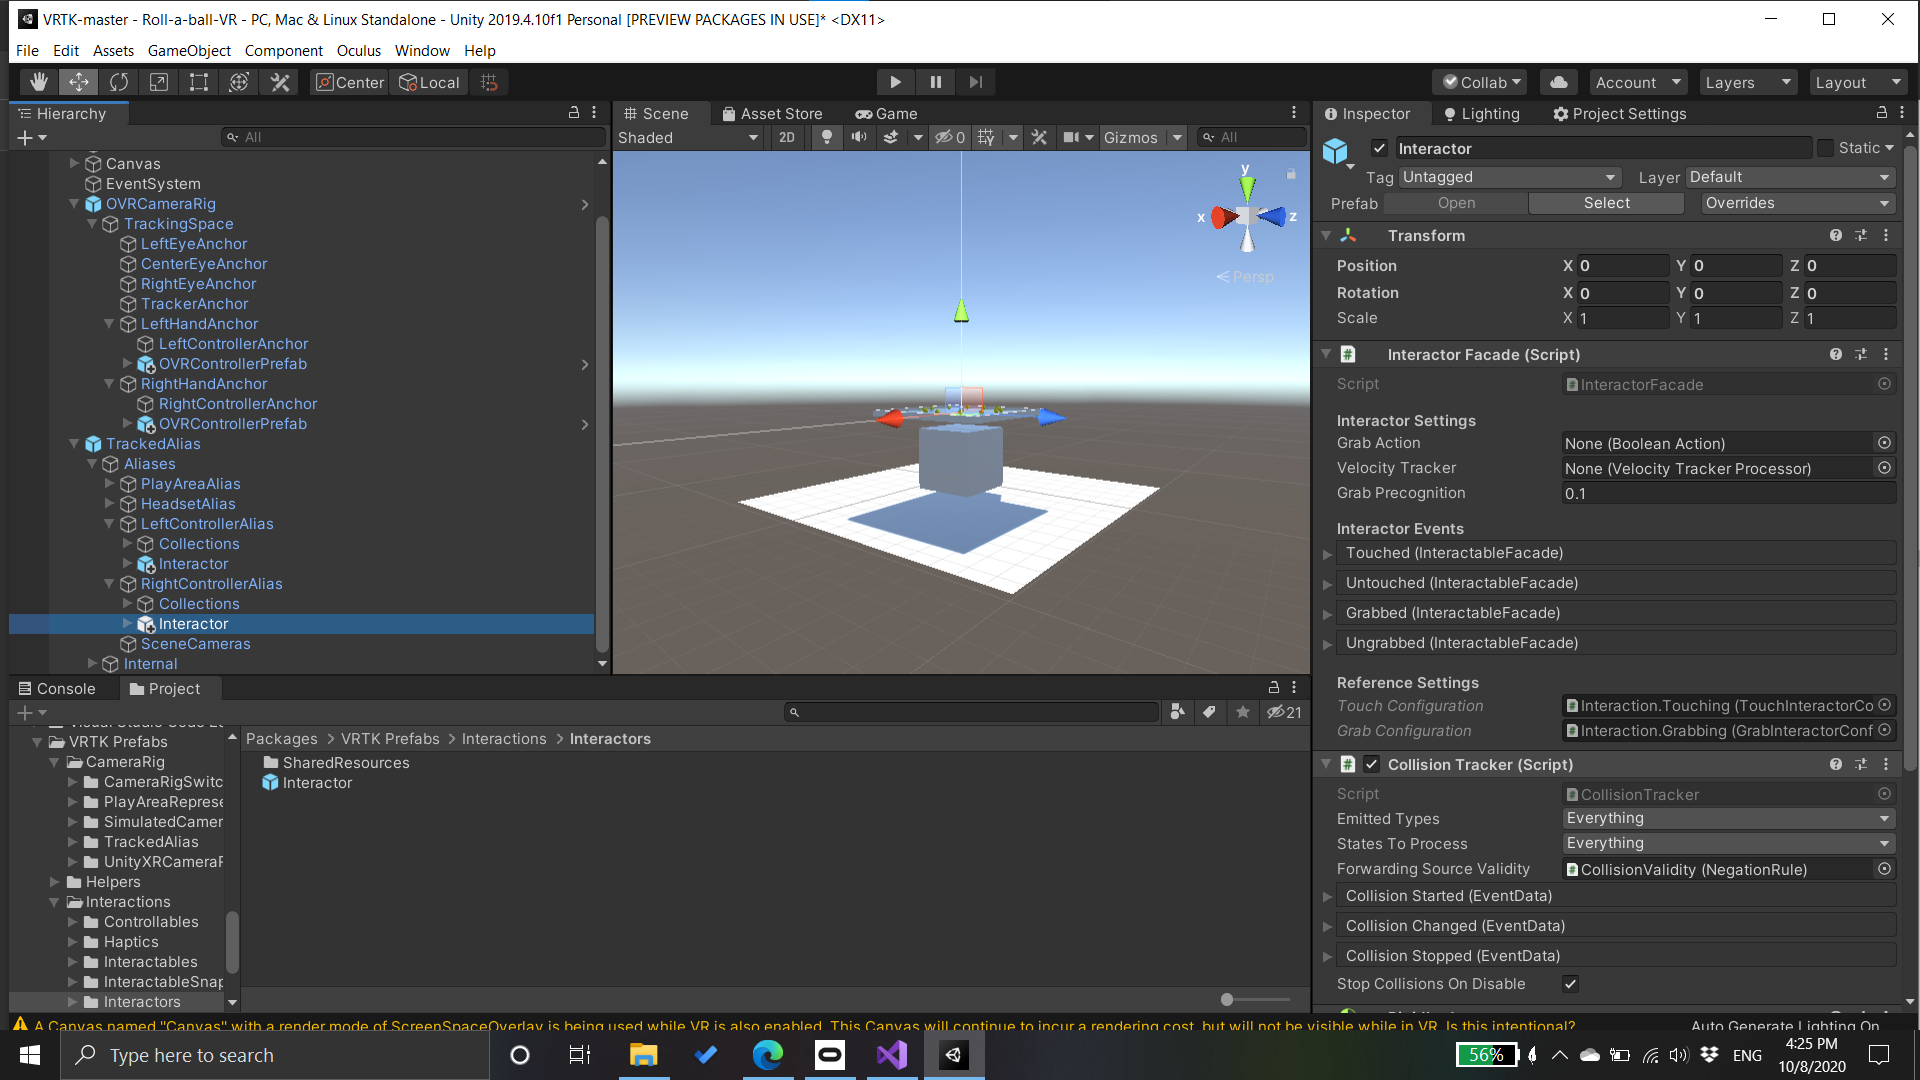 VRTK-master - Roll-a-ball-VR - PC, Mac & Linux Standalone - Unity 2019.4.10f1 Personal [PREVIEW PACKAGES IN USE]* <DX11>
File Edit Assets GameObject Component Oculus Window Help
Center Local Collab Account Layers Layout
Hierarchy
All
Canvas
EventSystem
OVRCameraRig
TrackingSpace
LeftEyeAnchor
CenterEyeAnchor
RightEyeAnchor
TrackerAnchor
LeftHandAnchor
LeftControllerAnchor
OVRControllerPrefab
RightHandAnchor
RightControllerAnchor
OVRControllerPrefab
TrackedAlias
Aliases
PlayAreaAlias
HeadsetAlias
LeftControllerAlias
Collections
Interactor
RightControllerAlias
Collections
Interactor
SceneCameras
Internal
Scene Asset Store Game
Shaded 2D 0 Gizmos All
y
x z
Persp
Inspector Lighting Project Settings
Interactor Static
Tag Untagged Layer Default
Prefab Open Select Overrides
Transform
Position X 0 Y 0 Z 0
Rotation X 0 Y 0 Z 0
Scale X 1 Y 1 Z 1
# Interactor Facade (Script)
Script InteractorFacade
Interactor Settings
Grab Action None (Boolean Action)
Velocity Tracker None (Velocity Tracker Processor)
Grab Precognition 0.1
Interactor Events
Touched (InteractableFacade)
Untouched (InteractableFacade)
Grabbed (InteractableFacade)
Ungrabbed (InteractableFacade)
Reference Settings
Touch Configuration Interaction.Touching (TouchInteractorCo
Grab Configuration Interaction.Grabbing (GrabInteractorConf
# Collision Tracker (Script)
Script CollisionTracker
Emitted Types Everything
States To Process Everything
Forwarding Source Validity CollisionValidity (NegationRule)
Collision Started (EventData)
Collision Changed (EventData)
Collision Stopped (EventData)
Stop Collisions On Disable
Console Project
21
VRTK Prefabs
CameraRig
CameraRigSwitc
PlayAreaRepres
SimulatedCamer
TrackedAlias
UnityXRCameraF
Helpers
Interactions
Controllables
Haptics
Interactables
InteractableSnap
Interactors
Packages > VRTK Prefabs > Interactions > Interactors
SharedResources
Interactor
A Canvas named "Canvas" with a render mode of ScreenSpaceOverlay is being used while VR is also enabled. This Canvas will continue to incur a rendering cost, but will not be visible while in VR. Is this intentional?
Auto Generate Lighting On
Type here to search
56% ENG 4:25 PM
10/8/2020